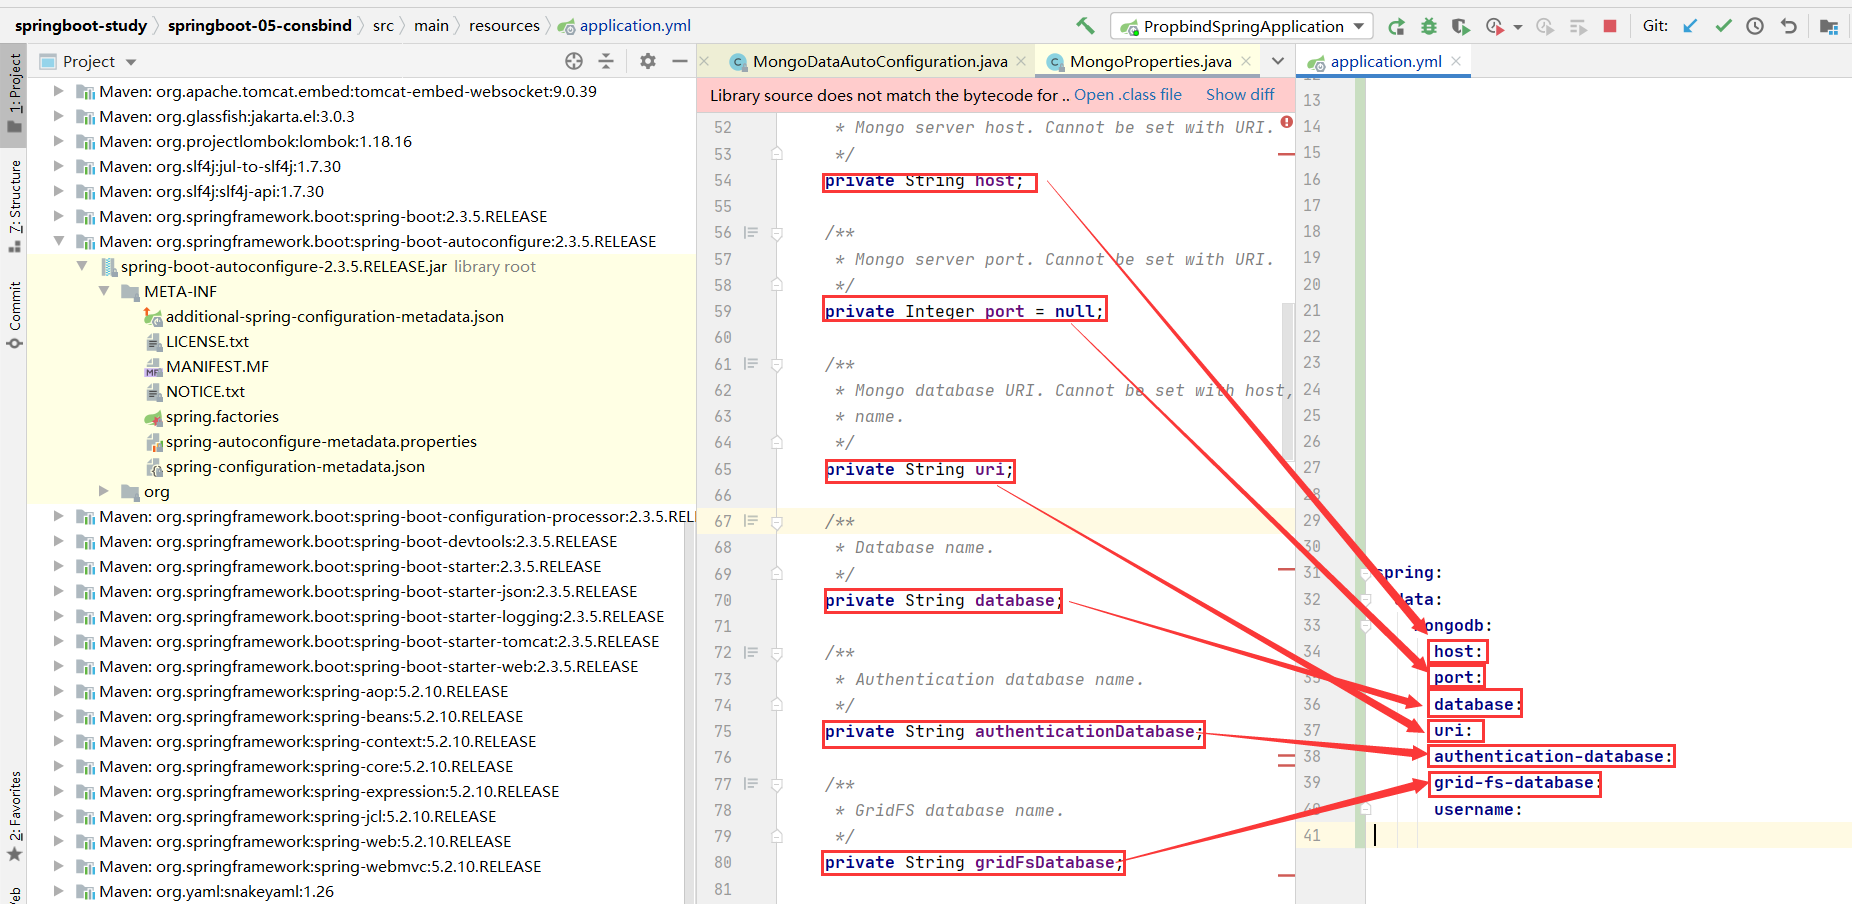 springboot-study springboot-05-consbind src main resources application.yml PropbindSpringApplication Git:
1: Project
7: Structure
Commit
2: Favorites
Project
Maven: org.apache.tomcat.embed:tomcat-embed-websocket:9.0.39
Maven: org.glassfish:jakarta.el:3.0.3
Maven: org.projectlombok:lombok:1.18.16
Maven: org.slf4j:jul-to-slf4j:1.7.30
Maven: org.slf4j:slf4j-api:1.7.30
Maven: org.springframework.boot:spring-boot:2.3.5.RELEASE
Maven: org.springframework.boot:spring-boot-autoconfigure:2.3.5.RELEASE
spring-boot-autoconfigure-2.3.5.RELEASE.jar library root
META-INF
additional-spring-configuration-metadata.json
LICENSE.txt
MANIFEST.MF
NOTICE.txt
spring.factories
spring-autoconfigure-metadata.properties
spring-configuration-metadata.json
org
Maven: org.springframework.boot:spring-boot-configuration-processor:2.3.5.REL
Maven: org.springframework.boot:spring-boot-devtools:2.3.5.RELEASE
Maven: org.springframework.boot:spring-boot-starter:2.3.5.RELEASE
Maven: org.springframework.boot:spring-boot-starter-json:2.3.5.RELEASE
Maven: org.springframework.boot:spring-boot-starter-logging:2.3.5.RELEASE
Maven: org.springframework.boot:spring-boot-starter-tomcat:2.3.5.RELEASE
Maven: org.springframework.boot:spring-boot-starter-web:2.3.5.RELEASE
Maven: org.springframework:spring-aop:5.2.10.RELEASE
Maven: org.springframework:spring-beans:5.2.10.RELEASE
Maven: org.springframework:spring-context:5.2.10.RELEASE
Maven: org.springframework:spring-core:5.2.10.RELEASE
Maven: org.springframework:spring-expression:5.2.10.RELEASE
Maven: org.springframework:spring-jcl:5.2.10.RELEASE
Maven: org.springframework:spring-web:5.2.10.RELEASE
Maven: org.springframework:spring-webmvc:5.2.10.RELEASE
Maven: org.yaml:snakeyaml:1.26
MongoDataAutoConfiguration.java MongoProperties.java
Library source does not match the bytecode for .. Open .class file Show diff
52 * Mongo server host. Cannot be set with URI.
53 */
54 private String host;
55
56 /**
57 * Mongo server port. Cannot be set with URI.
58 */
59 private Integer port = null;
60
61 /**
62 * Mongo database URI. Cannot be set with host,
63 * name.
64 */
65 private String uri;
66
67 /**
68 * Database name.
69 */
70 private String database;
71
72 /**
73 * Authentication database name.
74 */
75 private String authenticationDatabase;
76
77 /**
78 * GridFS database name.
79 */
80 private String gridFsDatabase;
81
application.yml
13
14
15
16
17
18
19
20
21
22
23
24
25
26
27
28
29
30
31 spring:
32 data:
33 mongodb:
34 host:
35 port:
36 database:
37 uri:
38 authentication-database:
39 grid-fs-database:
40 username:
41